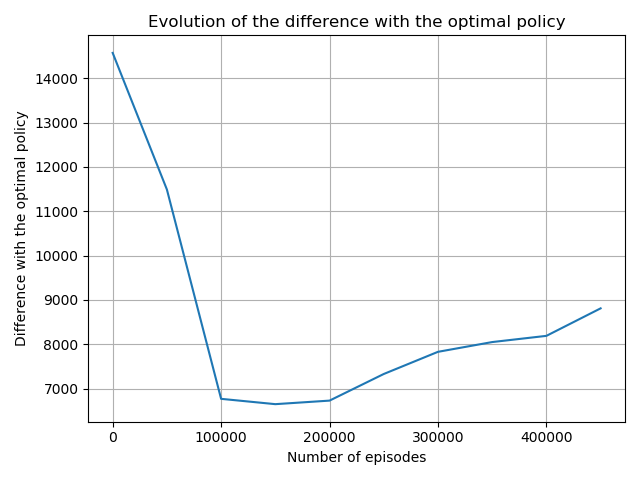 Evolution of the difference with the optimal policy
Difference with the optimal policy
14000
13000
12000
11000
10000
9000
8000
7000
0 100000 200000 300000 400000
Number of episodes